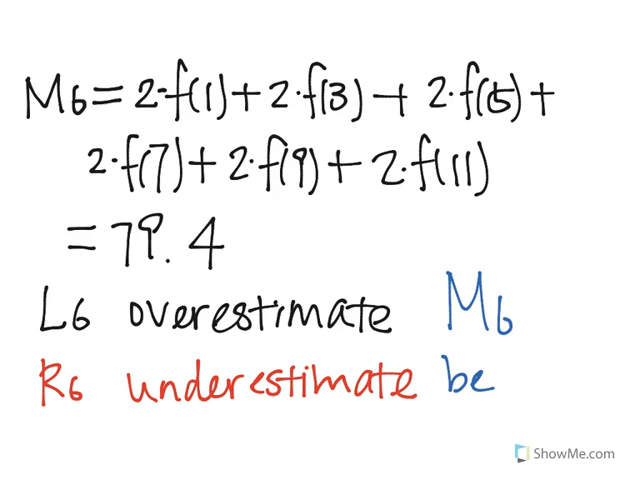 M6 = 2·f(1) + 2·f(3) + 2·f(5) +
2·f(7) + 2·f(9) + 2·f(11)
= 79.4
L6 overestimate M6
R6 underestimate be
ShowMe.com